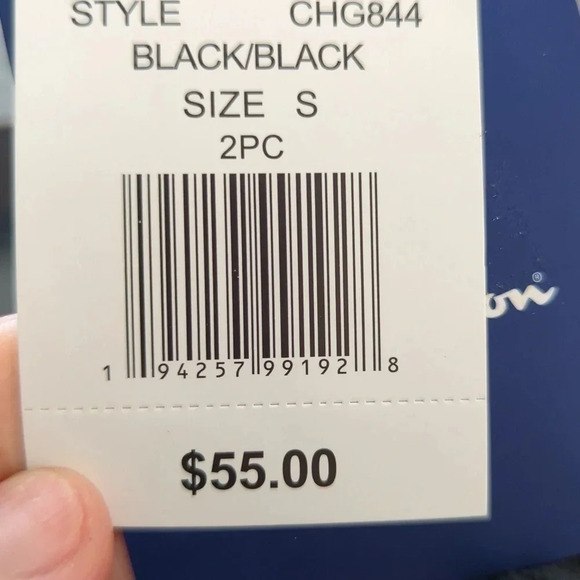 STYLE CHG844
BLACK/BLACK
SIZE S
2PC
1 94257 99192 8
$55.00